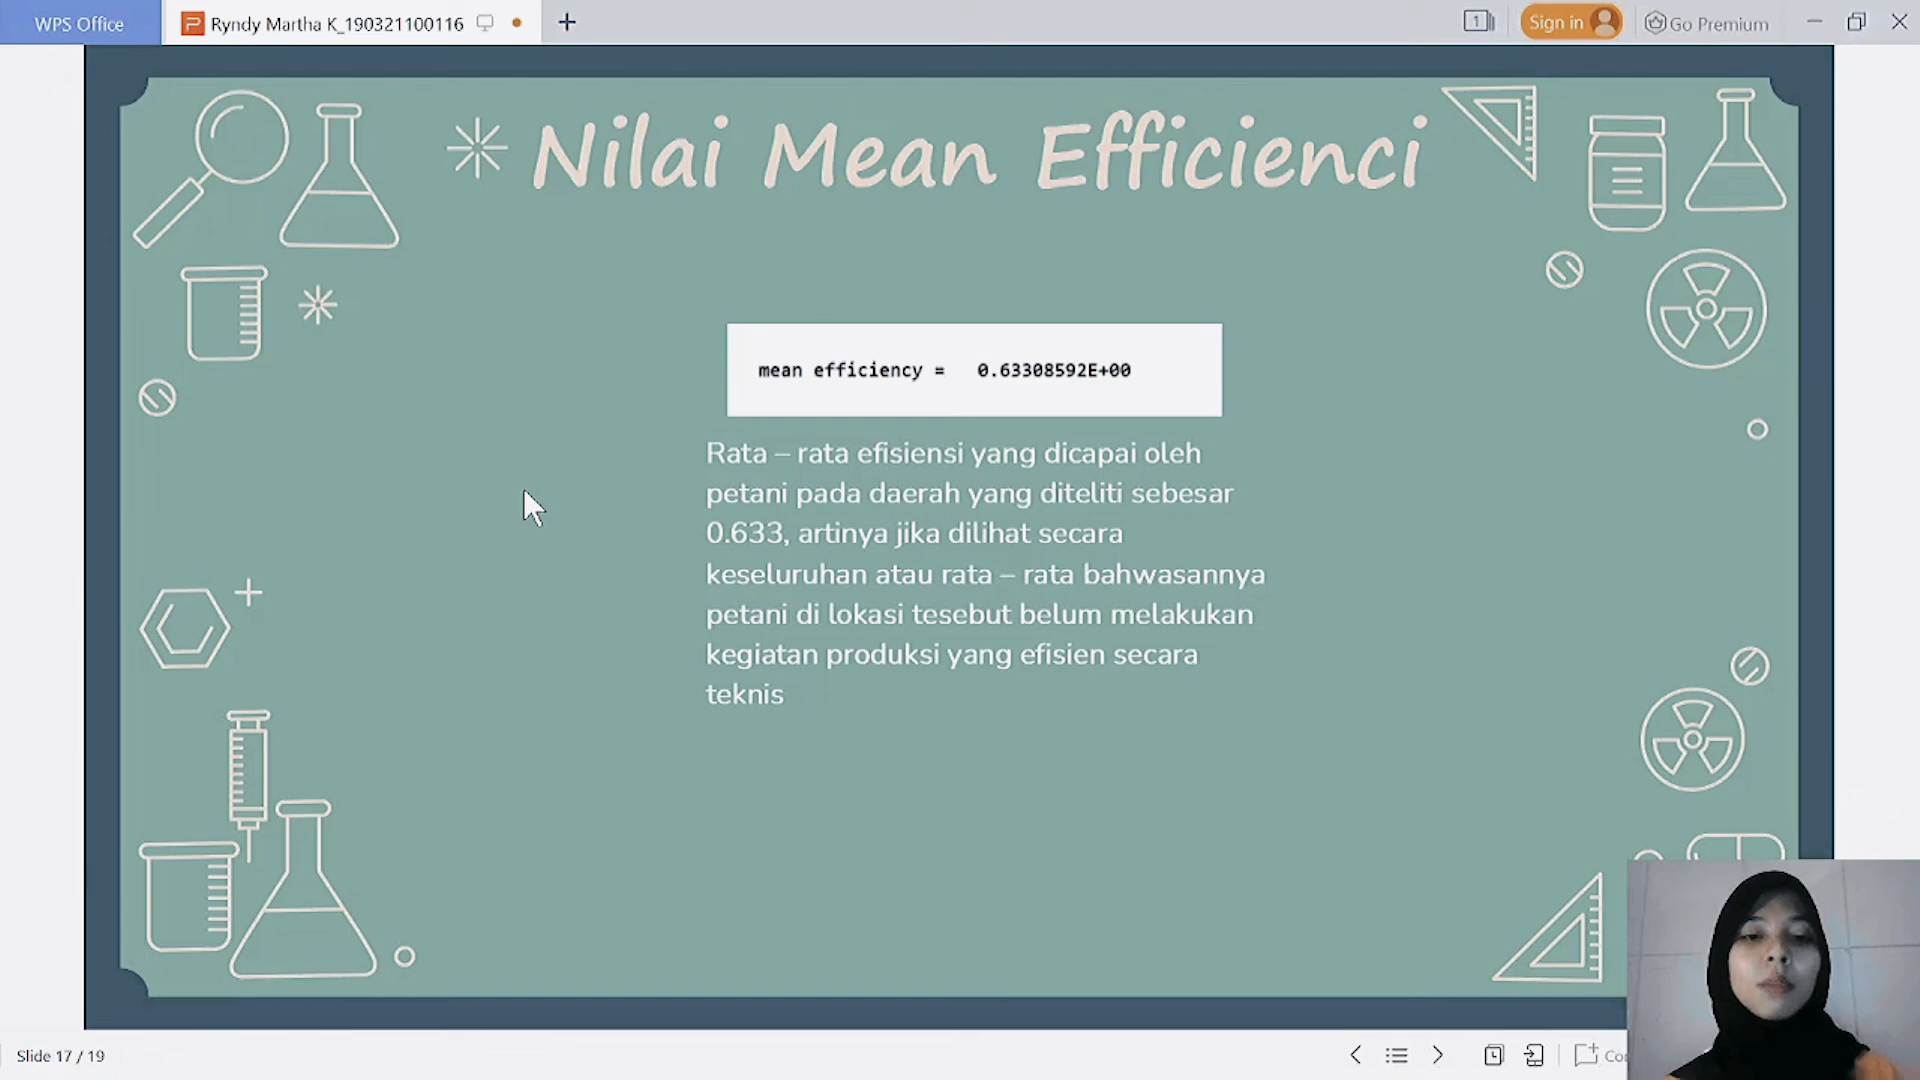 WPS Office
Ryndy Martha K_190321100116
1
Sign in
Go Premium
Nilai Mean Efficienci
mean efficiency = 0.63308592E+00
Rata – rata efisiensi yang dicapai oleh
petani pada daerah yang diteliti sebesar
0.633, artinya jika dilihat secara
keseluruhan atau rata – rata bahwasannya
petani di lokasi tesebut belum melakukan
kegiatan produksi yang efisien secara
teknis
Slide 17 / 19